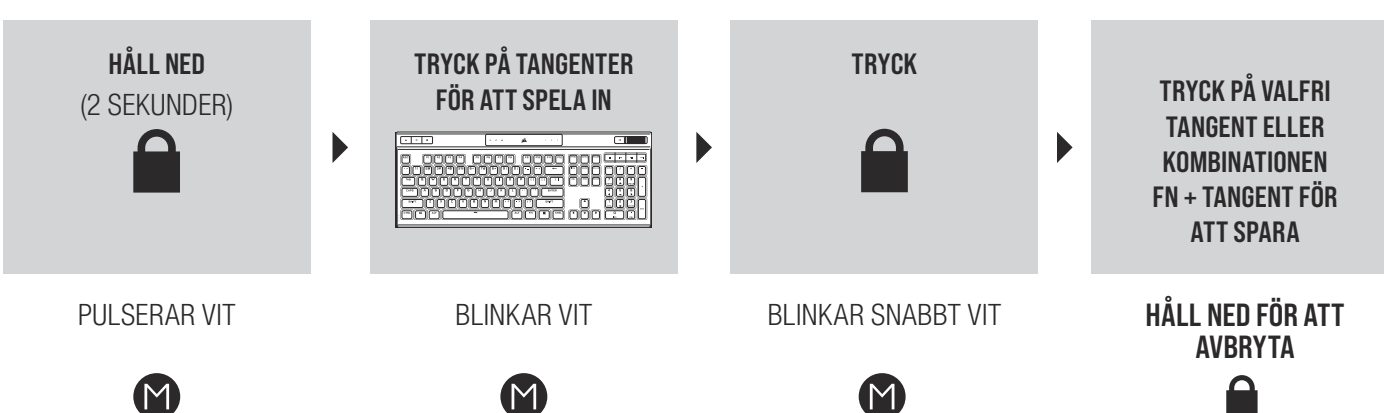 HÅLL NED
(2 SEKUNDER)
TRYCK PÅ TANGENTER
FÖR ATT SPELA IN
TRYCK
TRYCK PÅ VALFRI
TANGENT ELLER
KOMBINATIONEN
FN + TANGENT FÖR
ATT SPARA
PULSERAR VIT
BLINKAR VIT
BLINKAR SNABBT VIT
HÅLL NED FÖR ATT
AVBRYTA
M
M
M